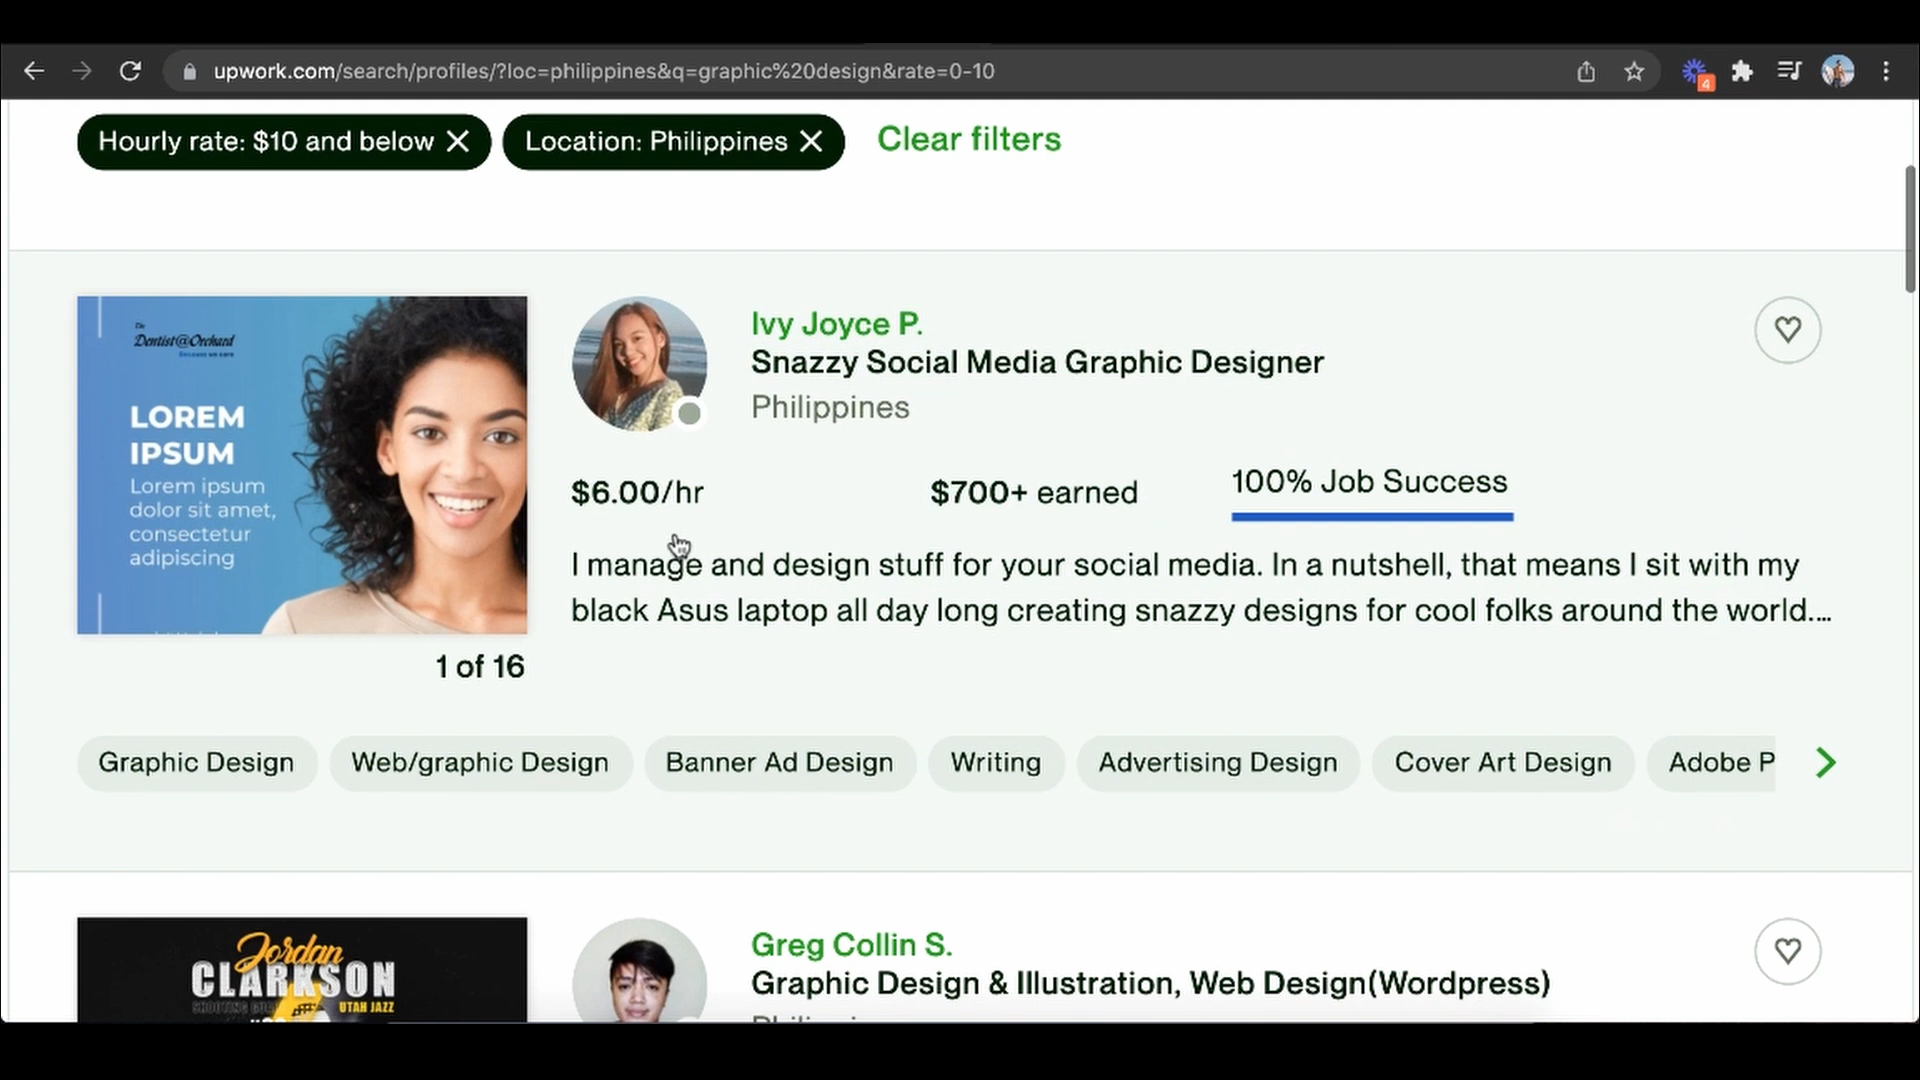 upwork.com/search/profiles/?loc=philippines&q=graphic%20design&rate=0-10
4
Hourly rate: $10 and below
Location: Philippines
Clear filters
The
Dentist@Orchard
BECAUSE WE CARE
LOREM
IPSUM
Lorem ipsum
dolor sit amet,
consectetur
adipiscing
1 of 16
Ivy Joyce P.
Snazzy Social Media Graphic Designer
Philippines
$6.00/hr
$700+ earned
100% Job Success
I manage and design stuff for your social media. In a nutshell, that means I sit with my
black Asus laptop all day long creating snazzy designs for cool folks around the world....
Graphic Design
Web/graphic Design
Banner Ad Design
Writing
Advertising Design
Cover Art Design
Adobe P
Jordan
CLARKSON
UTAH JAZZ
Greg Collin S.
Graphic Design & Illustration, Web Design(Wordpress)